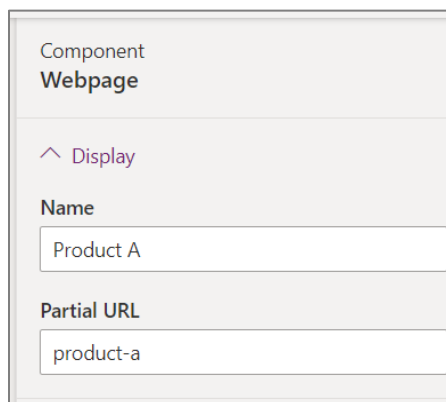 Component
Webpage
Display
Name
Product A
Partial URL
product-a